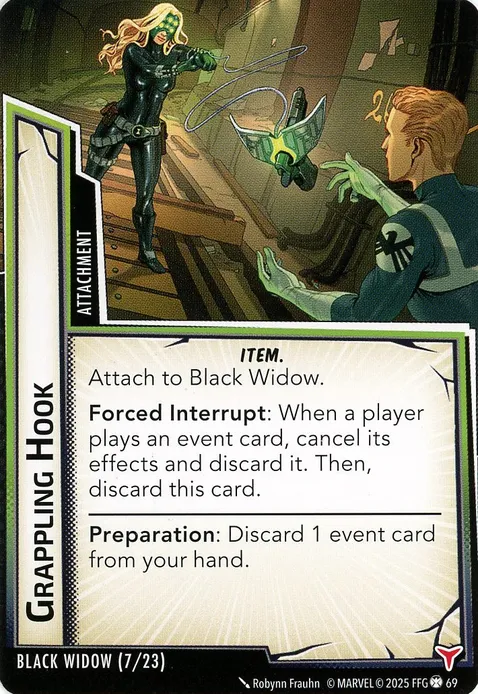 ATTACHMENT
GRAPPLING HOOK
ITEM.
Attach to Black Widow.
Forced Interrupt: When a player
plays an event card, cancel its
effects and discard it. Then,
discard this card.
Preparation: Discard 1 event card
from your hand.
BLACK WIDOW (7/23)
Robynn Frauhn © MARVEL © 2025 FFG 69